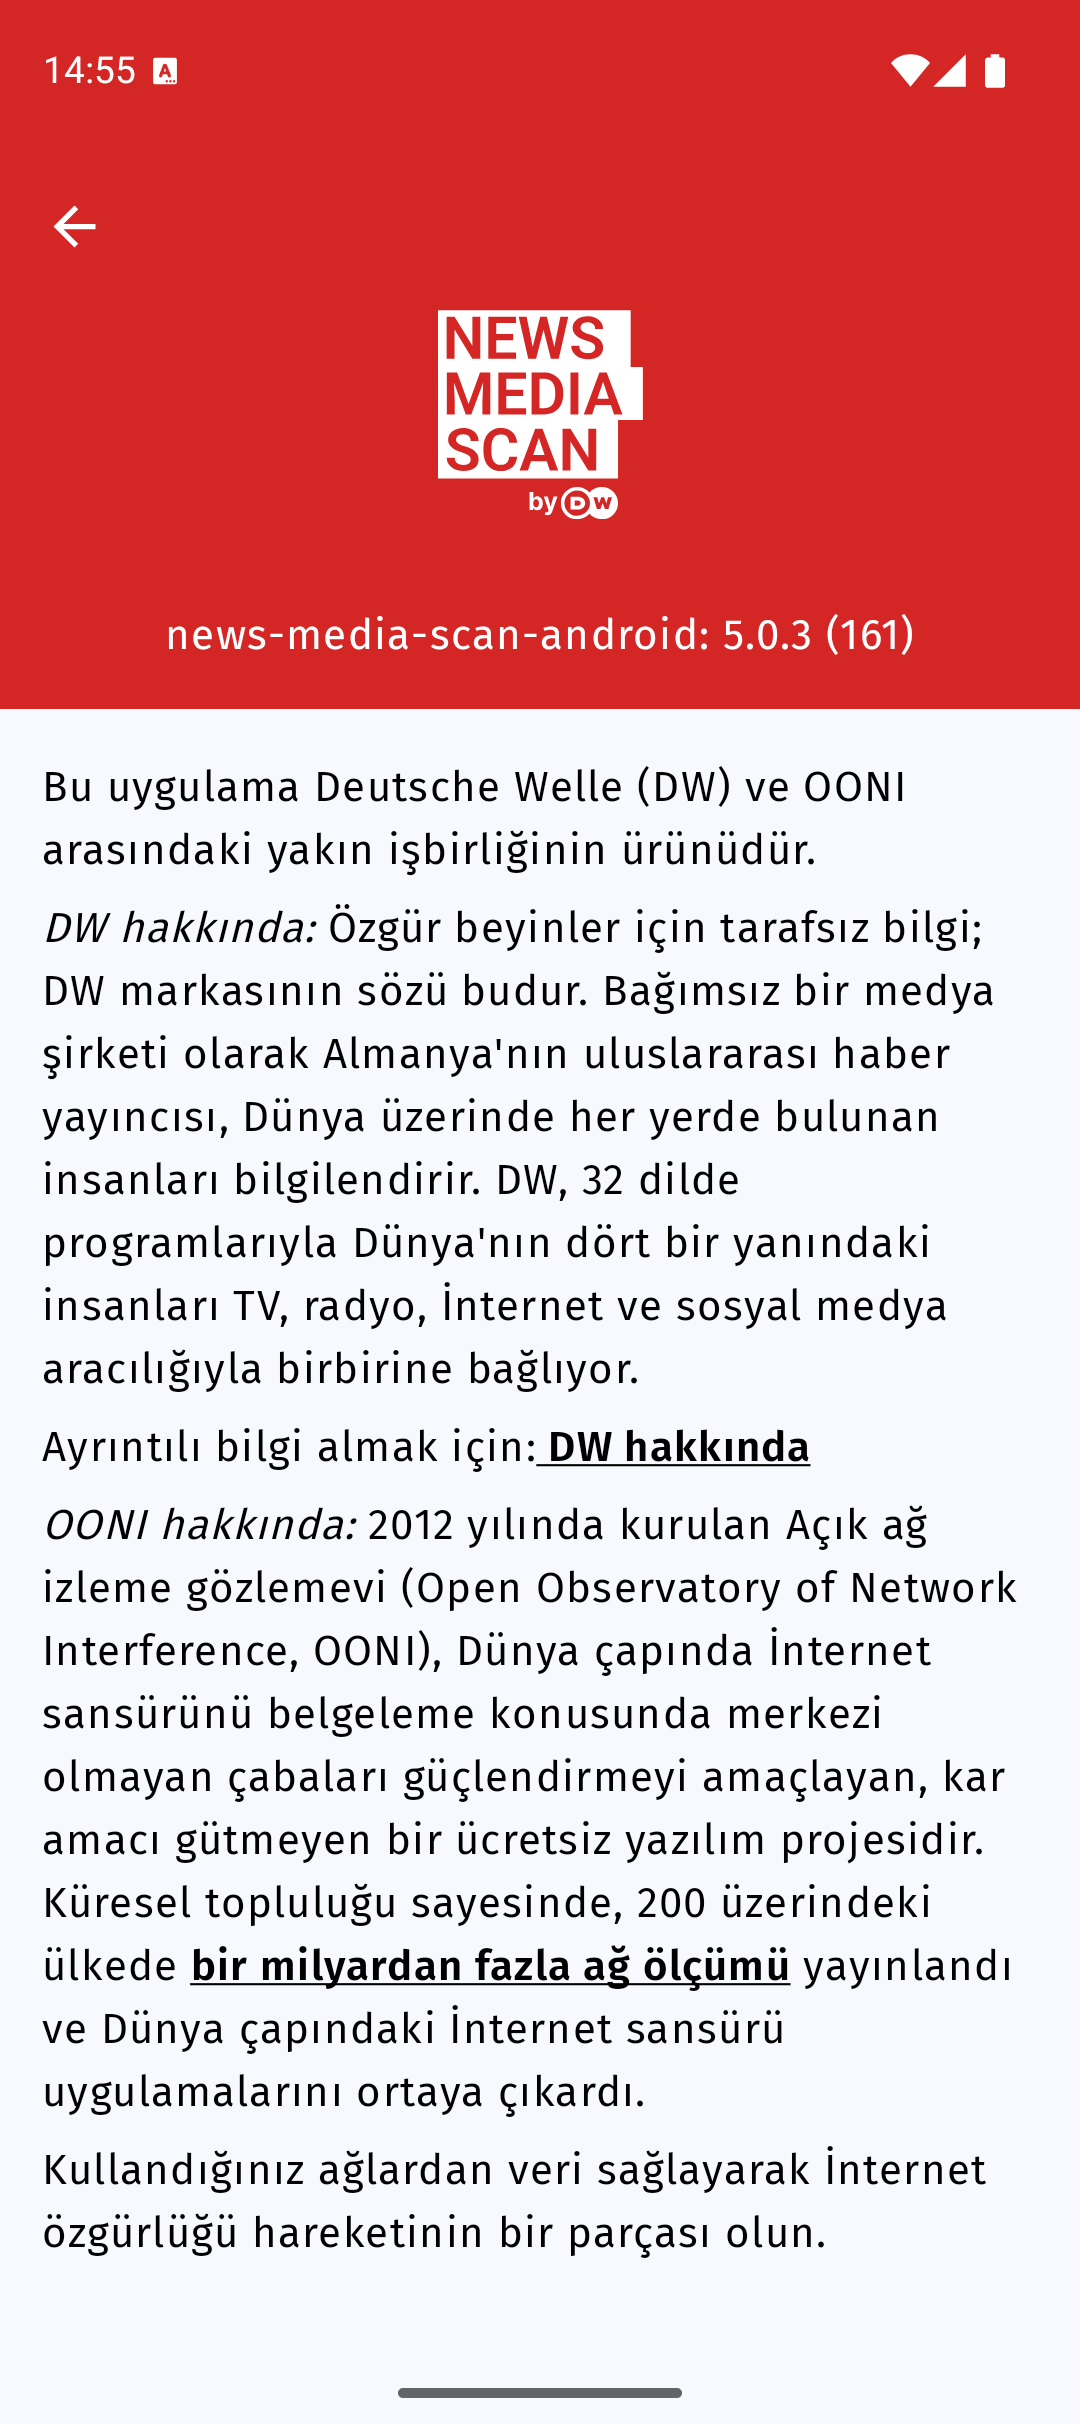 14:55
NEWS
MEDIA
SCAN
by DW
news-media-scan-android: 5.0.3 (161)
Bu uygulama Deutsche Welle (DW) ve OONI
arasındaki yakın işbirliğinin ürünüdür.
DW hakkında: Özgür beyinler için tarafsız bilgi;
DW markasının sözü budur. Bağımsız bir medya
şirketi olarak Almanya'nın uluslararası haber
yayıncısı, Dünya üzerinde her yerde bulunan
insanları bilgilendirir. DW, 32 dilde
programlarıyla Dünya'nın dört bir yanındaki
insanları TV, radyo, İnternet ve sosyal medya
aracılığıyla birbirine bağlıyor.
Ayrıntılı bilgi almak için: DW hakkında
OONI hakkında: 2012 yılında kurulan Açık ağ
izleme gözlemevi (Open Observatory of Network
Interference, OONI), Dünya çapında İnternet
sansürünü belgeleme konusunda merkezi
olmayan çabaları güçlendirmeyi amaçlayan, kar
amacı gütmeyen bir ücretsiz yazılım projesidir.
Küresel topluluğu sayesinde, 200 üzerindeki
ülkede bir milyardan fazla ağ ölçümü yayınlandı
ve Dünya çapındaki İnternet sansürü
uygulamalarını ortaya çıkardı.
Kullandığınız ağlardan veri sağlayarak İnternet
özgürlüğü hareketinin bir parçası olun.